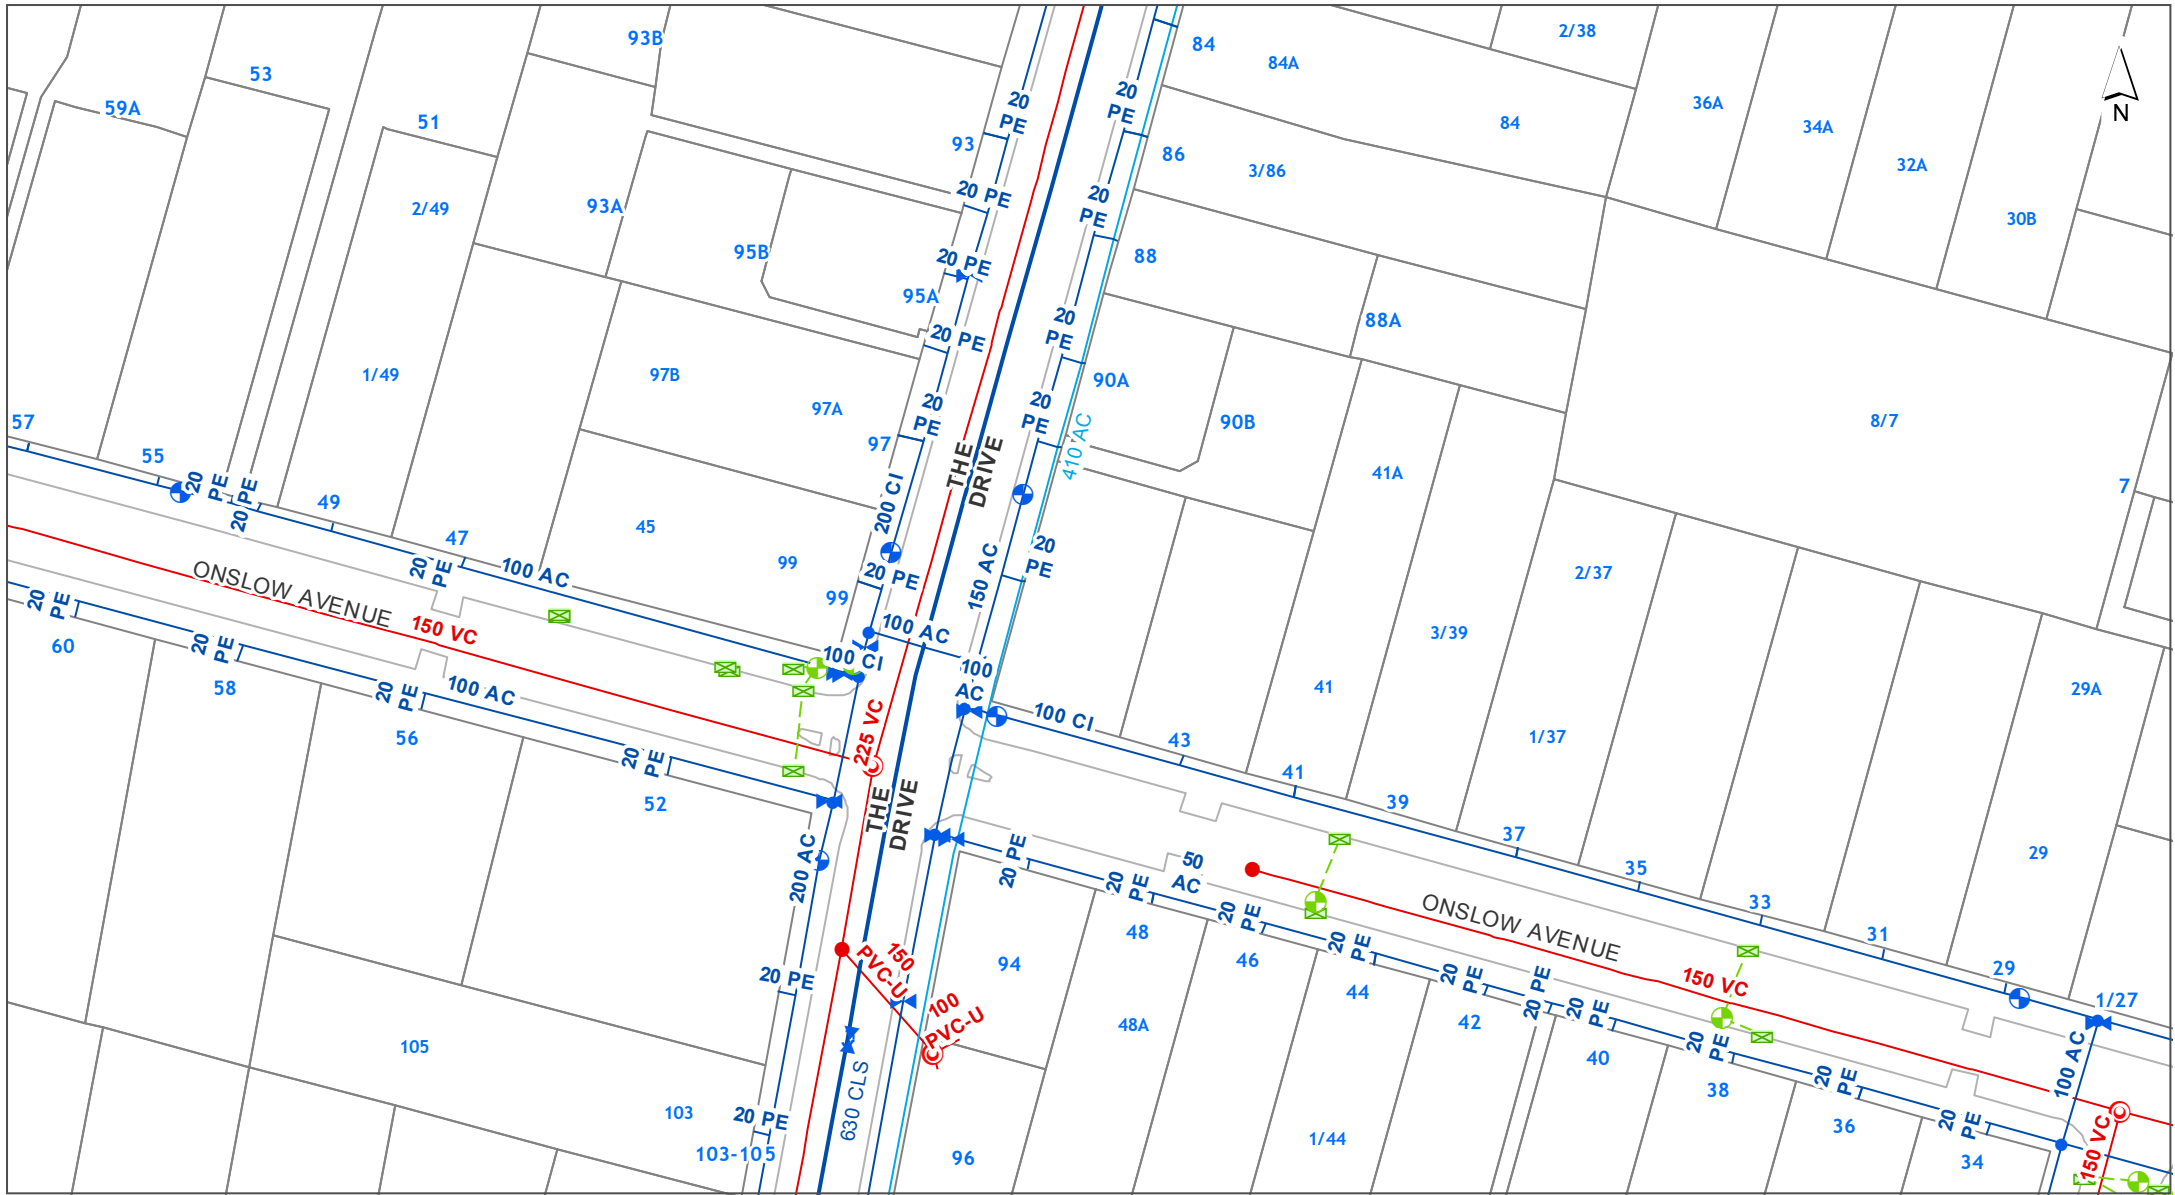 93B
2/38
84
84A
53
36A
59A
51
20
PE
20
PE
84
34A
N
93
86
3/86
32A
2/49
93A
20 PE
20
PE
30B
95B
20 PE
88
95A
20
PE
88A
20 PE
1/49
97B
90A
97A
20
PE
20
PE
90B
8/7
57
97
THE
DRIVE
410 AC
41A
55
20
PE
20 PE
49
200 CI
7
45
47
20
PE
100 AC
99
20 PE
150 AC
20
PE
2/37
ONSLOW AVENUE
150 VC
99
100 AC
20
PE
60
20
PE
3/39
100 CI
100
AC
58
20
PE
100 AC
41
29A
225 VC
100 CI
56
43
1/37
20
PE
41
52
THE
DRIVE
39
37
200 AC
20 PE
50
AC
35
29
20
PE
33
20
PE
48
ONSLOW AVENUE
31
20
PE
46
94
150
PVC-U
20 PE
20
PE
29
150 VC
44
20 PE
20
PE
1/27
100
PVC-U
48A
42
20
PE
40
105
100 AC
38
20
PE
630 CLS
103
20 PE
20
PE
36
1/44
150 VC
103-105
96
34